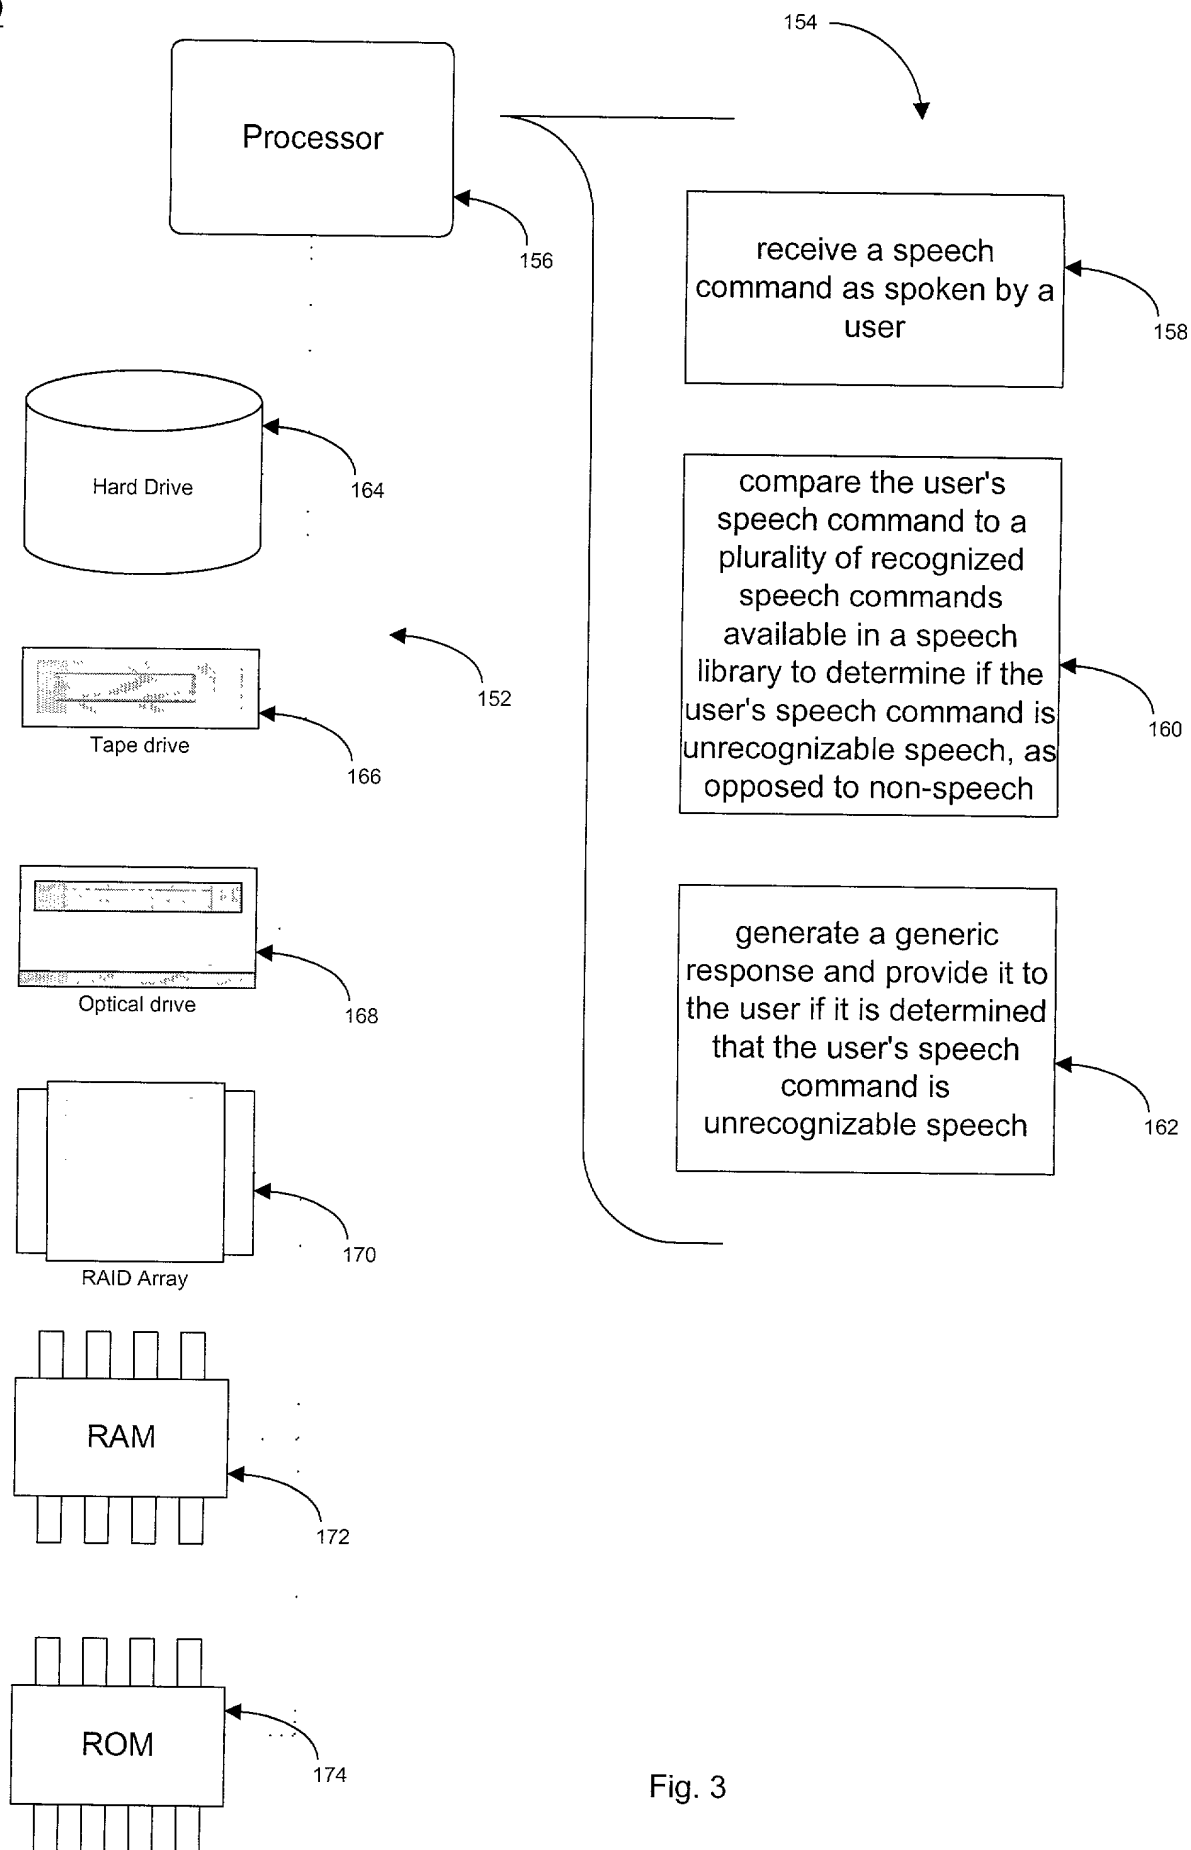 154
Processor
156
receive a speech
command as spoken by a
user
158
Hard Drive
164
compare the user's
speech command to a
plurality of recognized
speech commands
available in a speech
library to determine if the
user's speech command is
unrecognizable speech, as
opposed to non-speech
160
152
Tape drive
166
Optical drive
168
generate a generic
response and provide it to
the user if it is determined
that the user's speech
command is
unrecognizable speech
162
RAID Array
170
RAM
172
ROM
174
Fig. 3